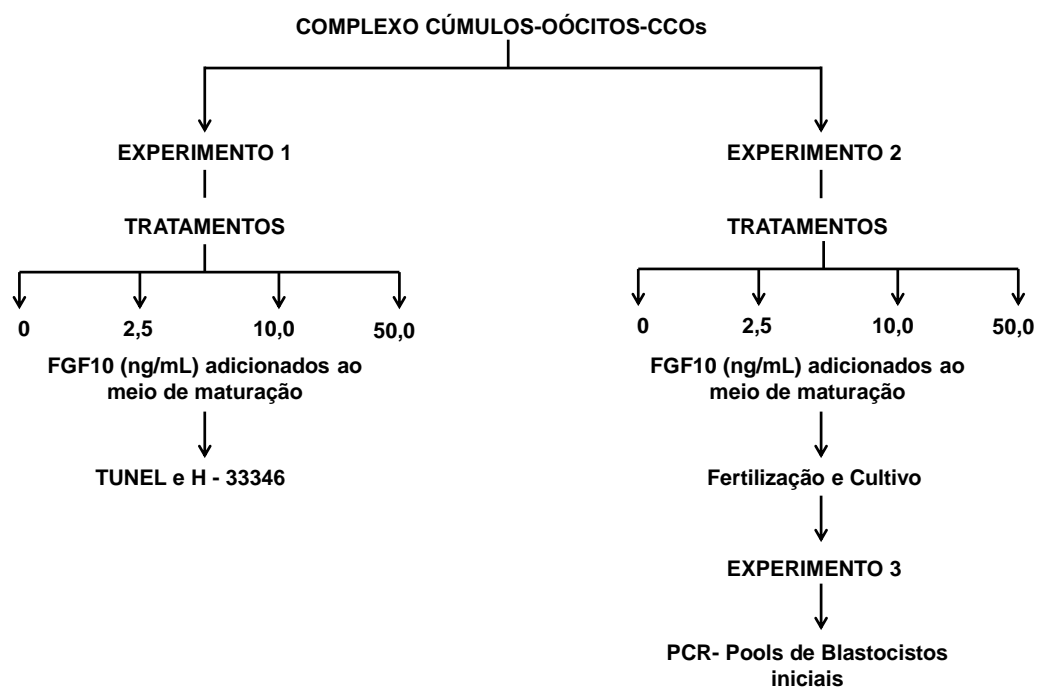 COMPLEXO CÚMULOS-OÓCITOS-CCOs
EXPERIMENTO 1
TRATAMENTOS
0 2,5 10,0 50,0
FGF10 (ng/mL) adicionados ao
meio de maturação
TUNEL e H - 33346
EXPERIMENTO 2
TRATAMENTOS
0 2,5 10,0 50,0
FGF10 (ng/mL) adicionados ao
meio de maturação
Fertilização e Cultivo
EXPERIMENTO 3
PCR- Pools de Blastocistos
iniciais